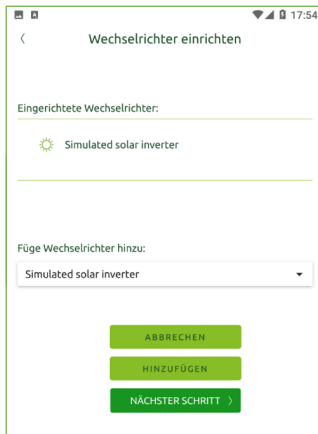 17:54
Wechselrichter einrichten
Eingerichtete Wechselrichter:
Simulated solar inverter
Füge Wechselrichter hinzu:
Simulated solar inverter
ABBRECHEN
HINZUFÜGEN
NÄCHSTER SCHRITT